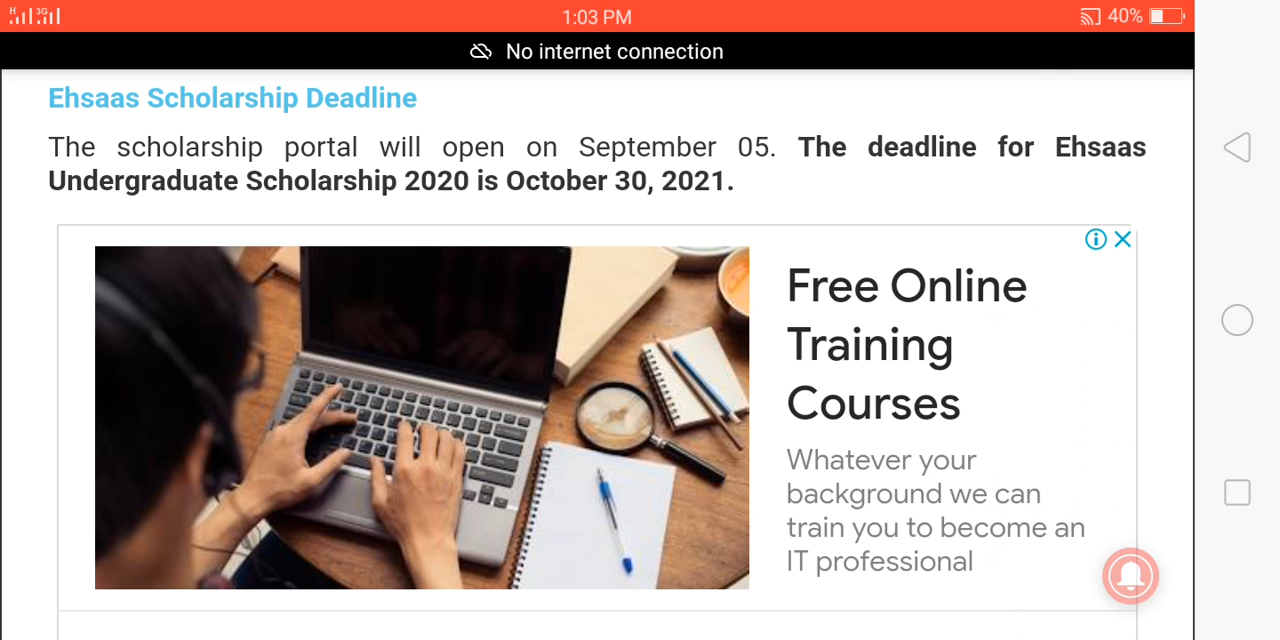 H 3G 1:03 PM 40%
No internet connection
Ehsaas Scholarship Deadline
The scholarship portal will open on September 05. The deadline for Ehsaas
Undergraduate Scholarship 2020 is October 30, 2021.
Free Online
Training
Courses
Whatever your
background we can
train you to become an
IT professional